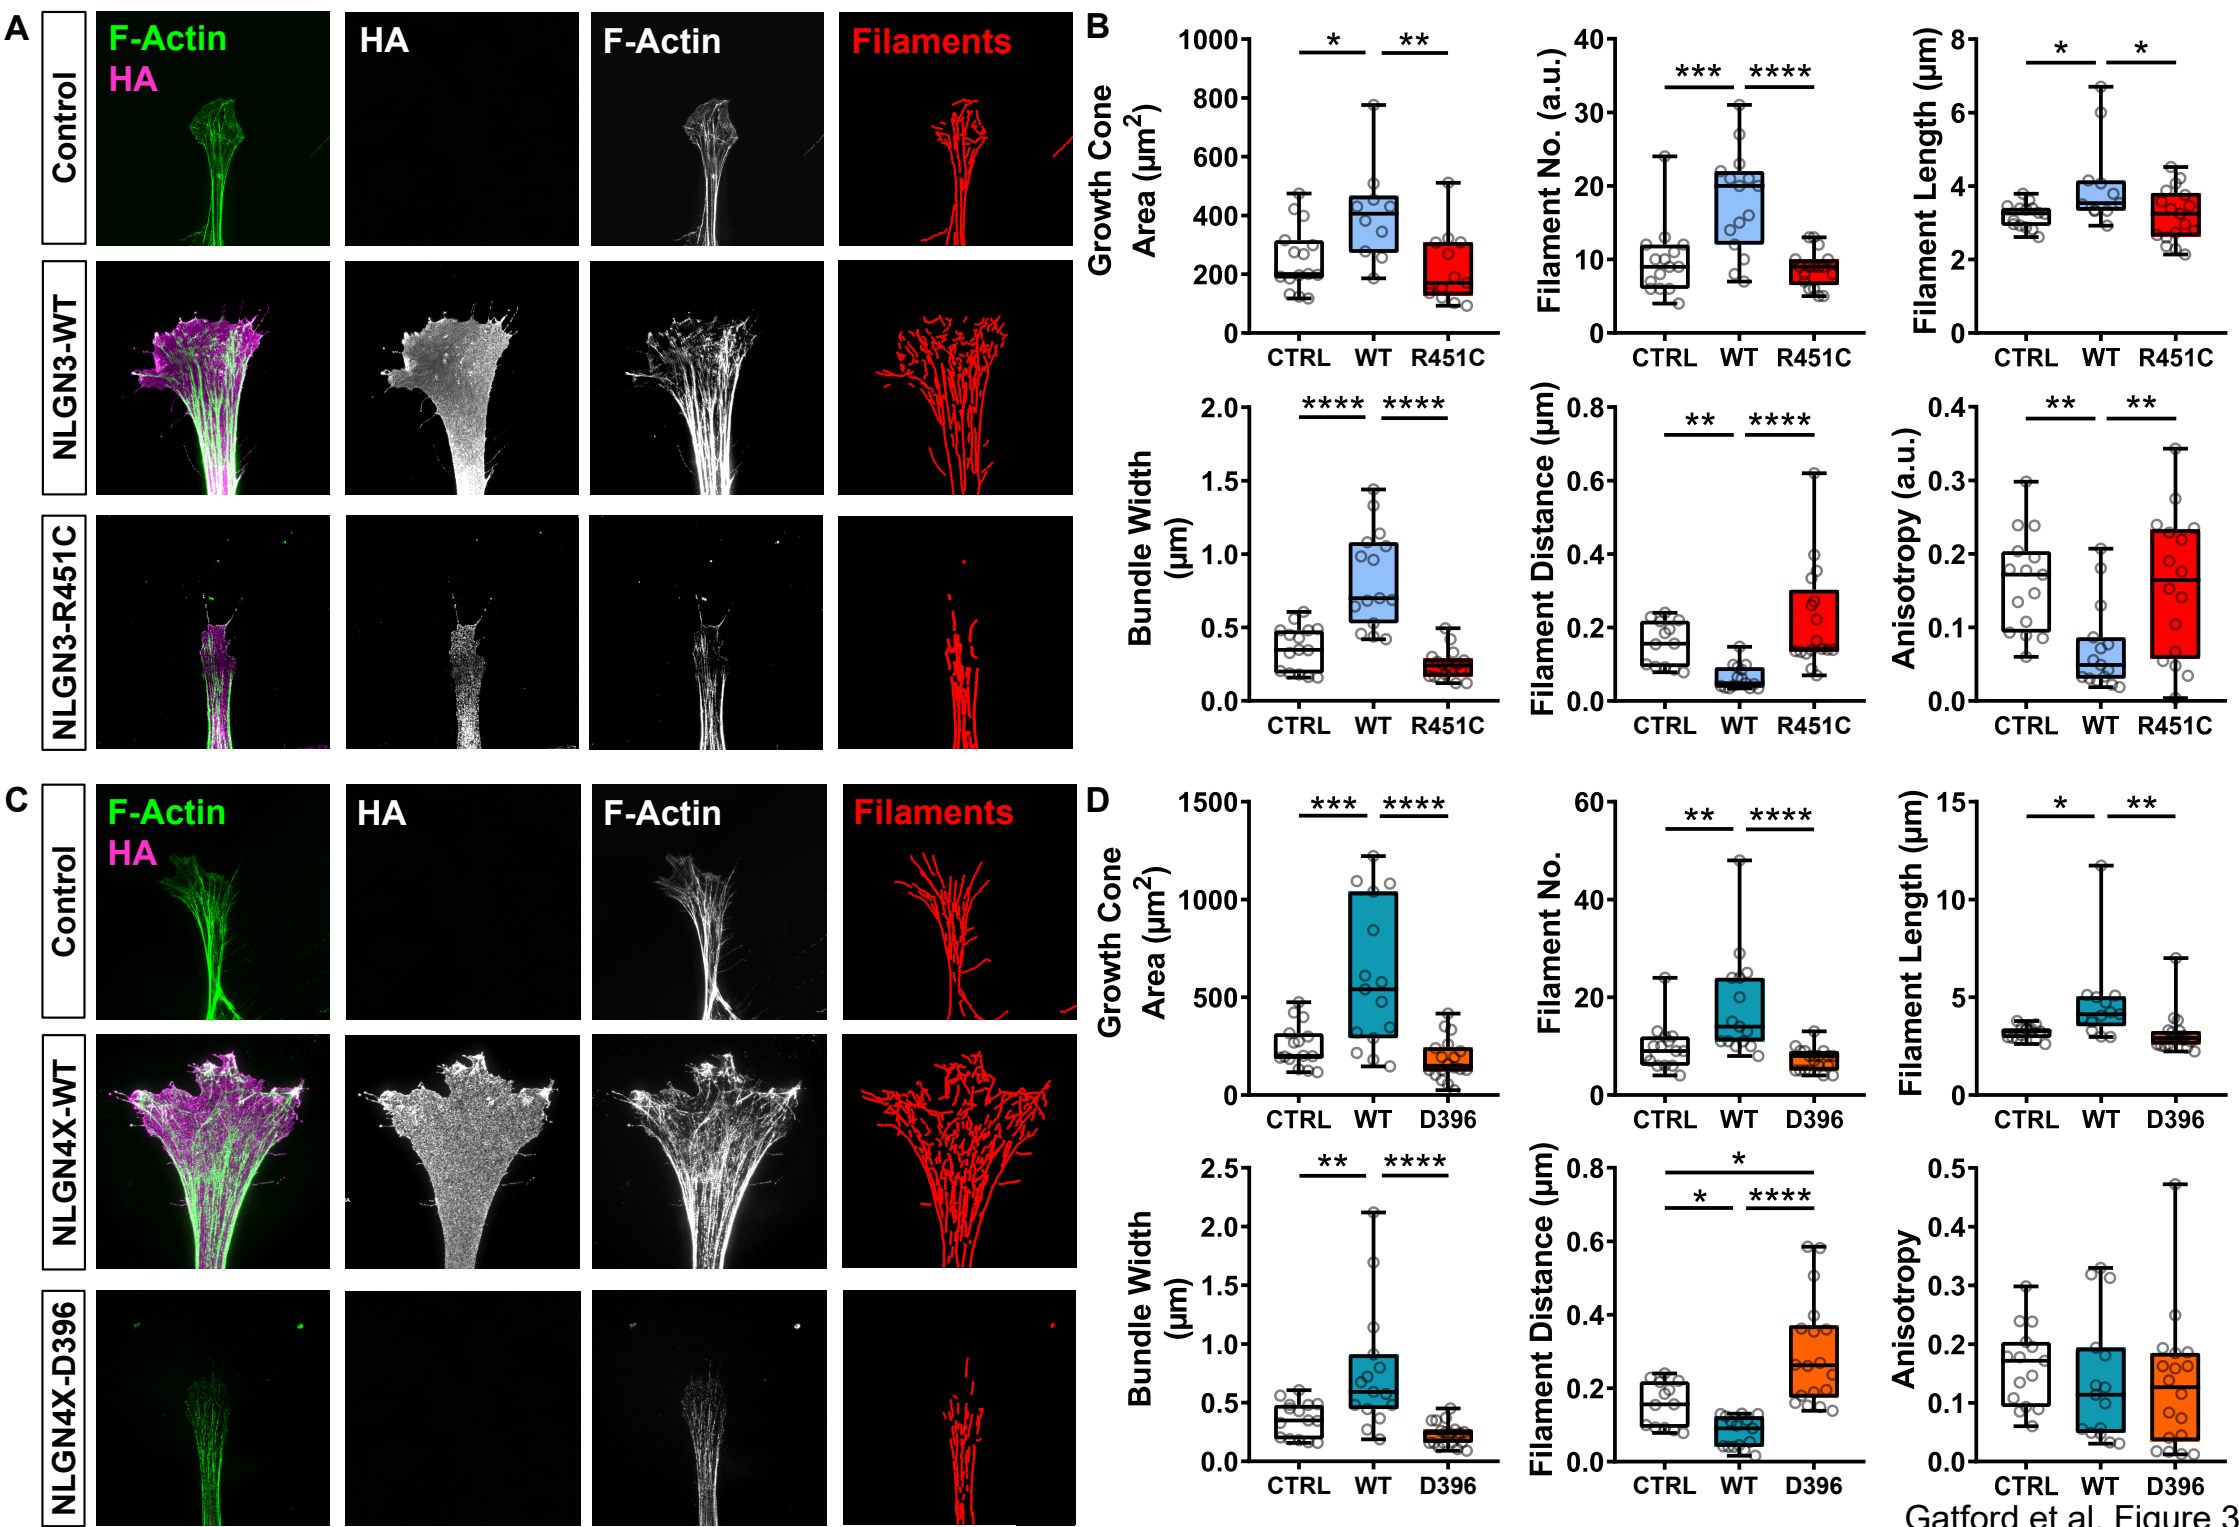 A
F-Actin
HA
HA
F-Actin
Filaments
Control
NLGN3-WT
NLGN3-R451C
B
Growth Cone
Area (µm2)
1000
800
600
400
200
0
* **
CTRL WT R451C
Filament No. (a.u.)
40
30
20
10
0
*** ****
CTRL WT R451C
Filament Length (µm)
8
6
4
2
0
* *
CTRL WT R451C
Bundle Width
(µm)
2.0
1.5
1.0
0.5
0.0
**** ****
CTRL WT R451C
Filament Distance (µm)
0.8
0.6
0.4
0.2
0.0
** ****
CTRL WT R451C
Anisotropy (a.u.)
0.4
0.3
0.2
0.1
0.0
** **
CTRL WT R451C
C
F-Actin
HA
HA
F-Actin
Filaments
Control
NLGN4X-WT
NLGN4X-D396
D
Growth Cone
Area (µm2)
1500
1000
500
0
*** ****
CTRL WT D396
Filament No.
60
40
20
0
** ****
CTRL WT D396
Filament Length (µm)
15
10
5
0
* **
CTRL WT D396
Bundle Width
(µm)
2.5
2.0
1.5
1.0
0.5
0.0
** ****
CTRL WT D396
Filament Distance (µm)
0.8
0.6
0.4
0.2
0.0
*
* ****
CTRL WT D396
Anisotropy
0.5
0.4
0.3
0.2
0.1
0.0
CTRL WT D396
Gatford et al. Figure 3